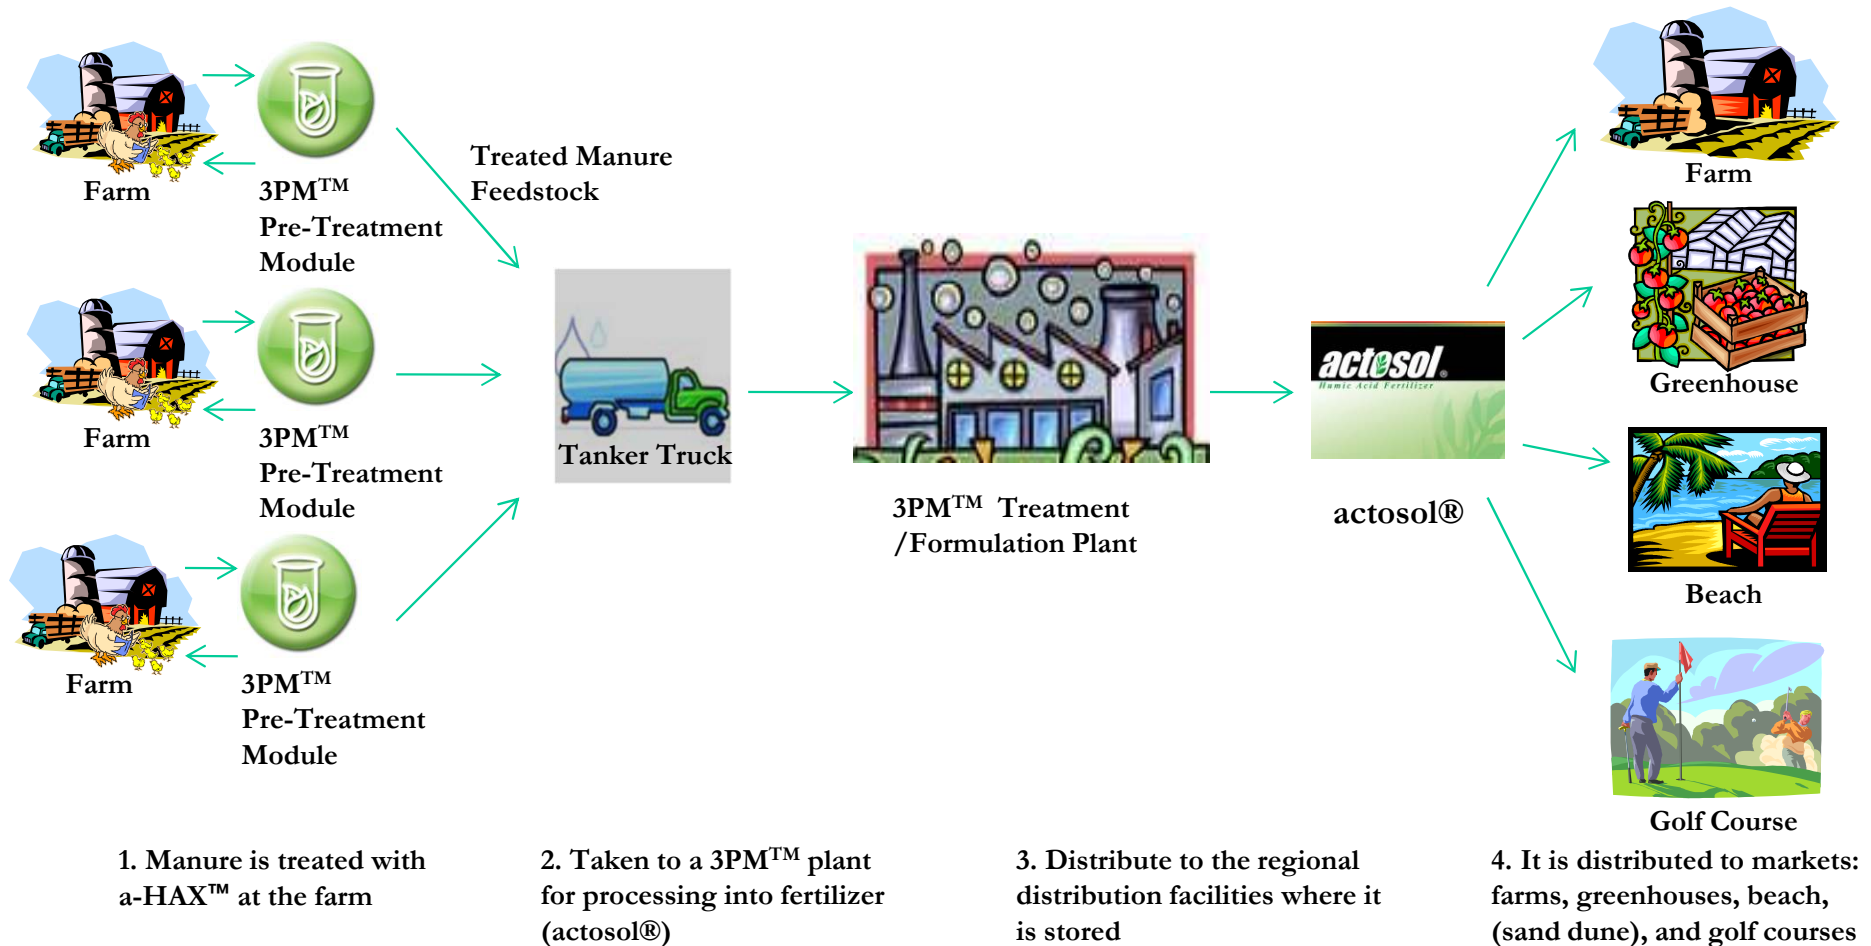 Farm
3PM™
Pre-Treatment
Module
Treated Manure
Feedstock
Farm
3PM™
Pre-Treatment
Module
Farm
3PM™
Pre-Treatment
Module
Tanker Truck
3PM™ Treatment
/Formulation Plant
actosol®
Humic Acid Fertilizer
actosol®
Farm
Greenhouse
Beach
Golf Course
1. Manure is treated with
a-HAX™ at the farm
2. Taken to a 3PM™ plant
for processing into fertilizer
(actosol®)
3. Distribute to the regional
distribution facilities where it
is stored
4. It is distributed to markets:
farms, greenhouses, beach,
(sand dune), and golf courses